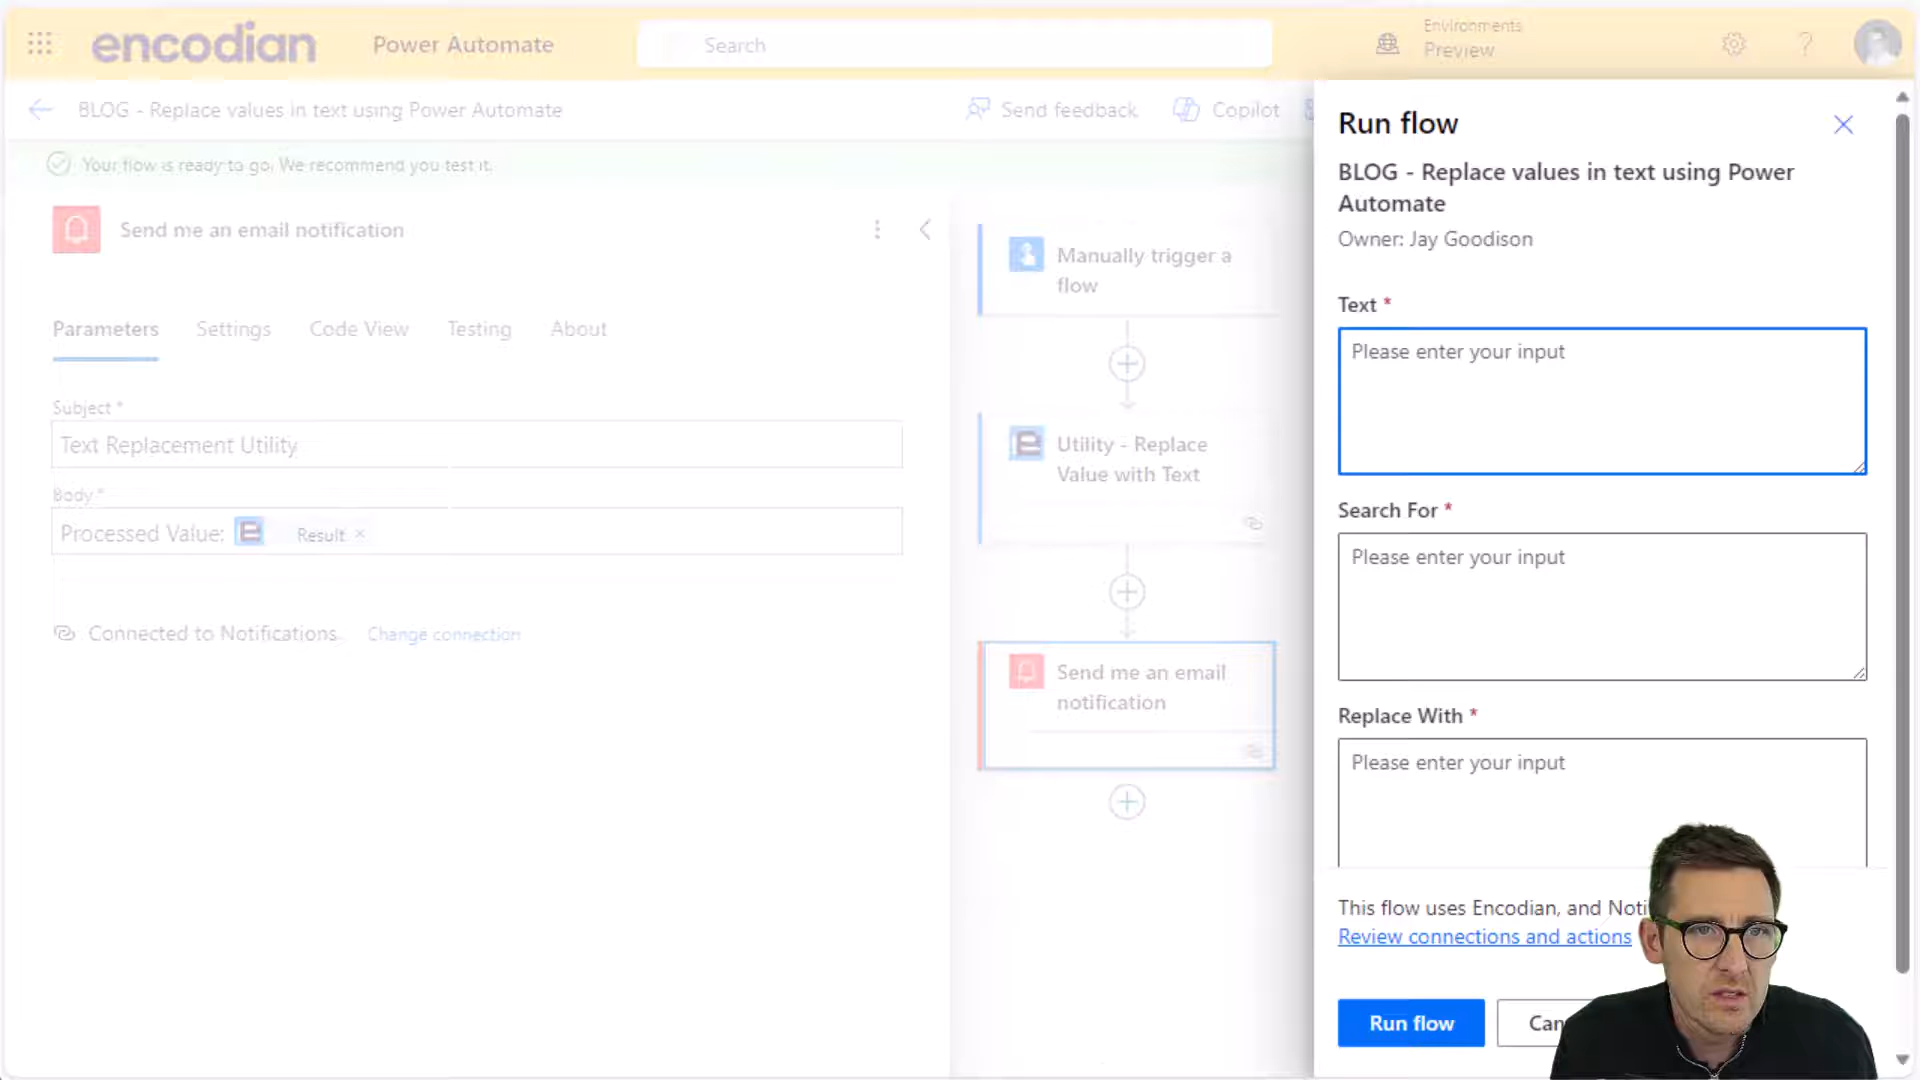 encodian
Power Automate
Search
Environments
Preview
?
BLOG - Replace values in text using Power Automate
Send feedback
Copilot
Your flow is ready to go. We recommend you test it.
Send me an email notification
Parameters
Settings
Code View
Testing
About
Subject *
Text Replacement Utility
Body *
Processed Value: Result ×
Connected to Notifications. Change connection
Manually trigger a
flow
Utility - Replace
Value with Text
Send me an email
notification
Run flow
BLOG - Replace values in text using Power
Automate
Owner: Jay Goodison
Text *
Please enter your input
Search For *
Please enter your input
Replace With *
Please enter your input
This flow uses Encodian, and Noti
Review connections and actions
Run flow
Can